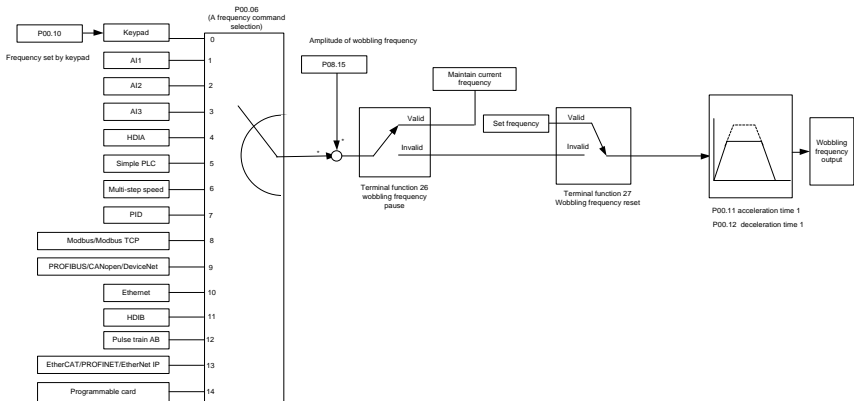 P00.06
(A frequency command
selection)
P00.10
Keypad
0
Frequency set by keypad
AI1
1
AI2
2
AI3
3
HDIA
4
Simple PLC
5
Multi-step speed
6
PID
7
Modbus/Modbus TCP
8
PROFIBUS/CANopen/DeviceNet
9
Ethernet
10
HDIB
11
Pulse train AB
12
EtherCAT/PROFINET/EtherNet IP
13
Programmable card
14
Amplitude of wobbling frequency
P08.15
+
+
Maintain current
frequency
Valid
Invalid
Terminal function 26
wobbling frequency
pause
Set frequency
Valid
Invalid
Terminal function 27
Wobbling frequency reset
P00.11 acceleration time 1
P00.12 deceleration time 1
Wobbling
frequency
output